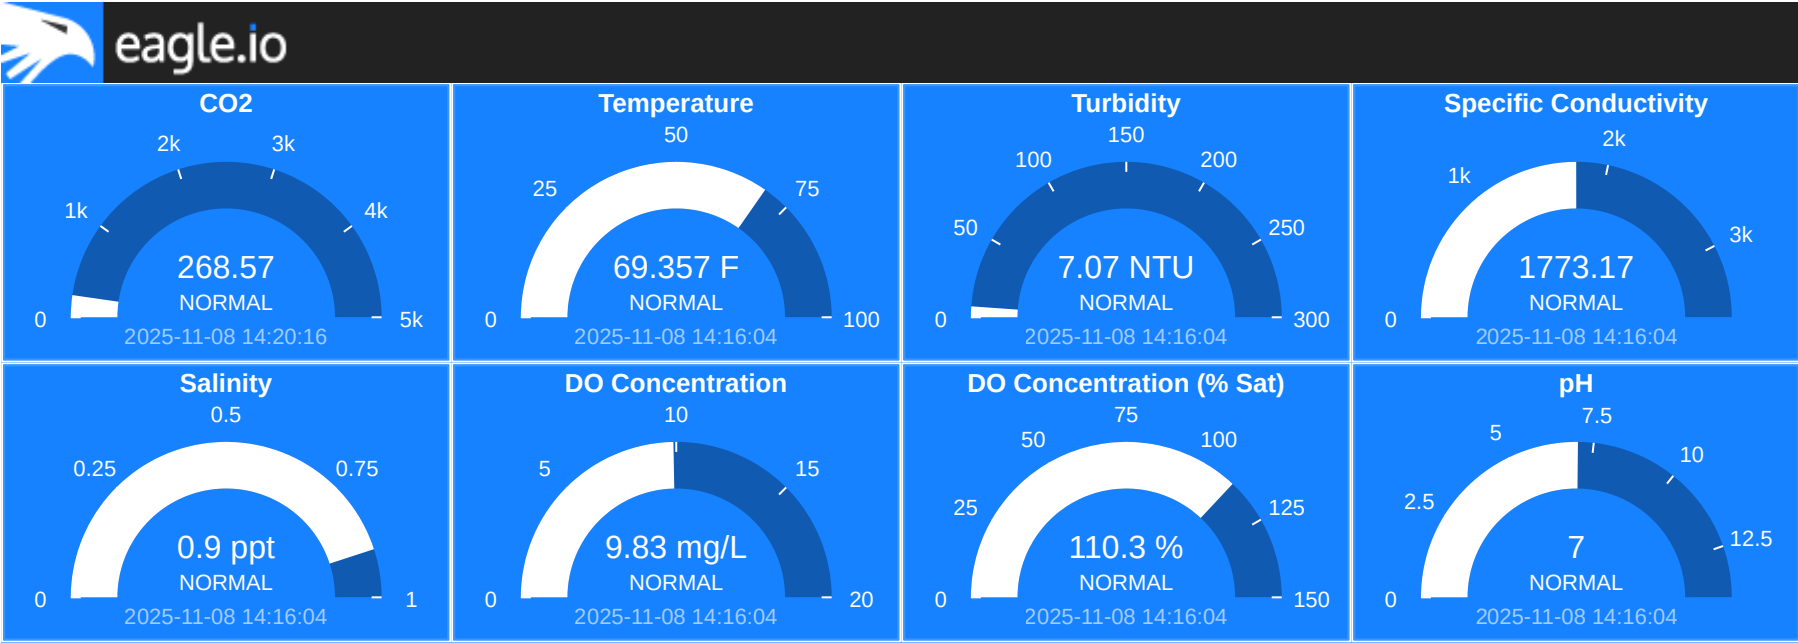 eagle.io
CO2
2k 3k
1k 4k
268.57
NORMAL
0 5k
2025-11-08 14:20:16
Temperature
50
25 75
69.357 F
NORMAL
0 100
2025-11-08 14:16:04
Turbidity
150
100 200
50 250
7.07 NTU
NORMAL
0 300
2025-11-08 14:16:04
Specific Conductivity
2k
1k
3k
1773.17
NORMAL
0
2025-11-08 14:16:04
Salinity
0.5
0.25 0.75
0.9 ppt
NORMAL
0 1
2025-11-08 14:16:04
DO Concentration
10
5 15
9.83 mg/L
NORMAL
0 20
2025-11-08 14:16:04
DO Concentration (% Sat)
75
50 100
25 125
110.3 %
NORMAL
0 150
2025-11-08 14:16:04
pH
7.5
5 10
2.5 12.5
7
NORMAL
0
2025-11-08 14:16:04